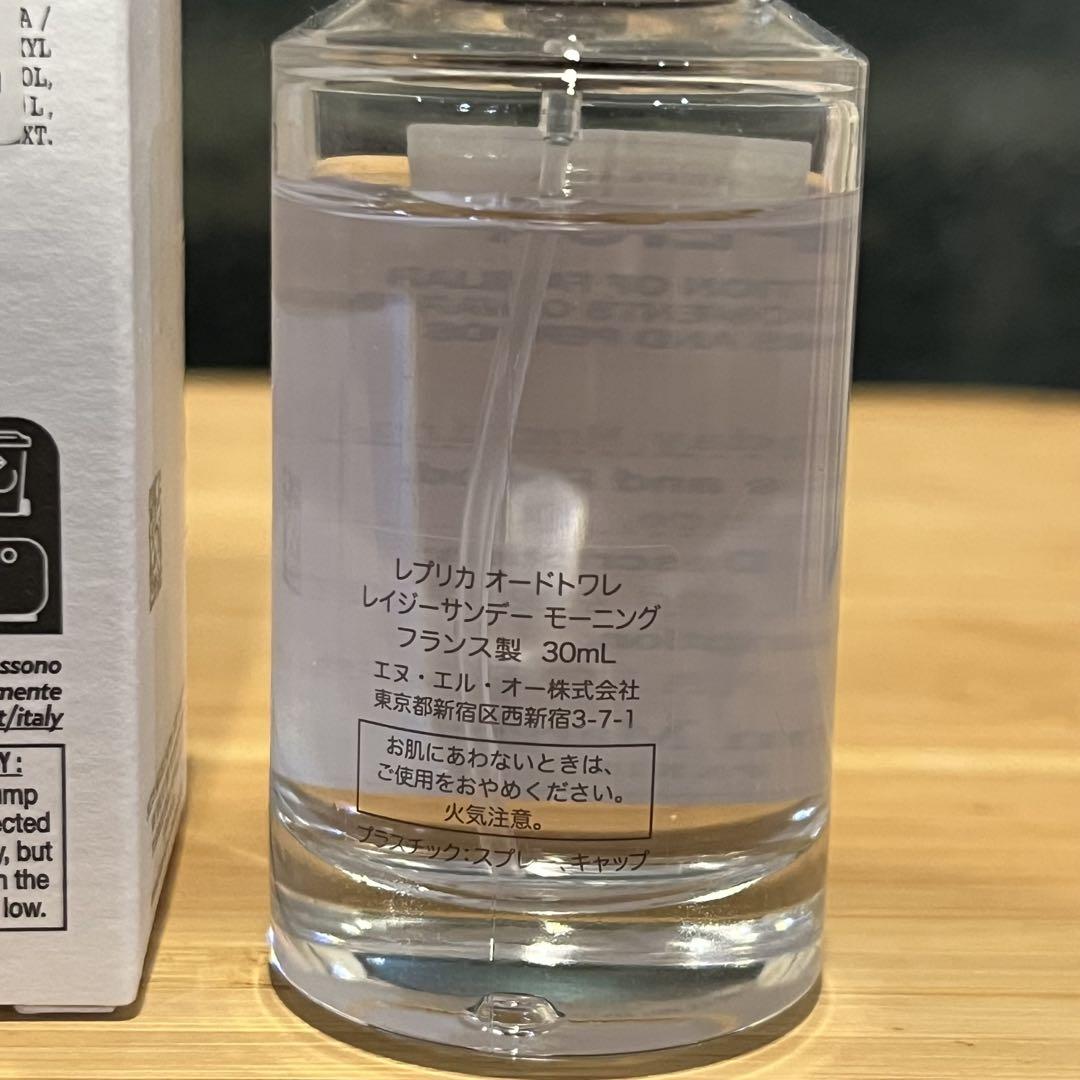 A /
XYL
OL,
L,
XT.
ssono
mente
t/italy
Y:
ump
ected
y, but
n the
low.
レプリカ オードトワレ
レイジーサンデー モーニング
フランス製 30mL
エヌ・エル・オー株式会社
東京都新宿区西新宿3-7-1
お肌にあわないときは、
ご使用をおやめください。
火気注意。
プラスチック:スプレー、キャップ